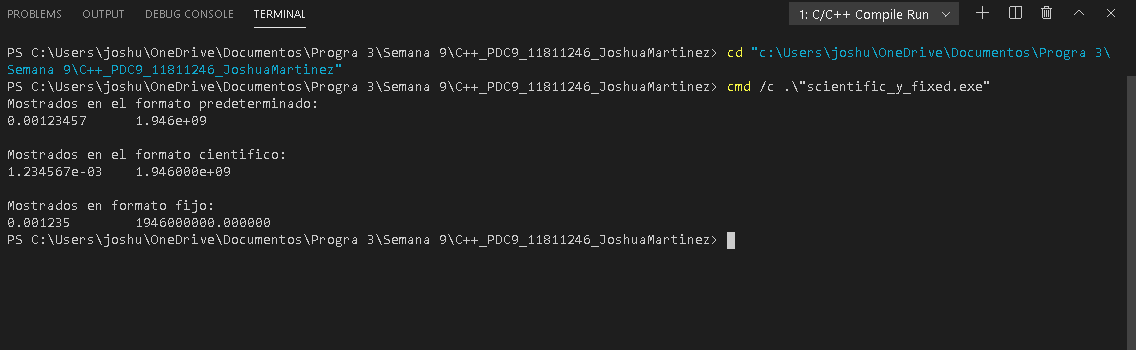 PROBLEMS OUTPUT DEBUG CONSOLE TERMINAL 1: C/C++ Compile Run
PS C:\Users\joshu\OneDrive\Documentos\Progra 3\Semana 9\C++_PDC9_11811246_JoshuaMartinez> cd "c:\Users\joshu\OneDrive\Documentos\Progra 3\
Semana 9\C++_PDC9_11811246_JoshuaMartinez"
PS C:\Users\joshu\OneDrive\Documentos\Progra 3\Semana 9\C++_PDC9_11811246_JoshuaMartinez> cmd /c .\"scientific_y_fixed.exe"
Mostrados en el formato predeterminado:
0.00123457 1.946e+09
Mostrados en el formato cientifico:
1.234567e-03 1.946000e+09
Mostrados en formato fijo:
0.001235 1946000000.000000
PS C:\Users\joshu\OneDrive\Documentos\Progra 3\Semana 9\C++_PDC9_11811246_JoshuaMartinez>